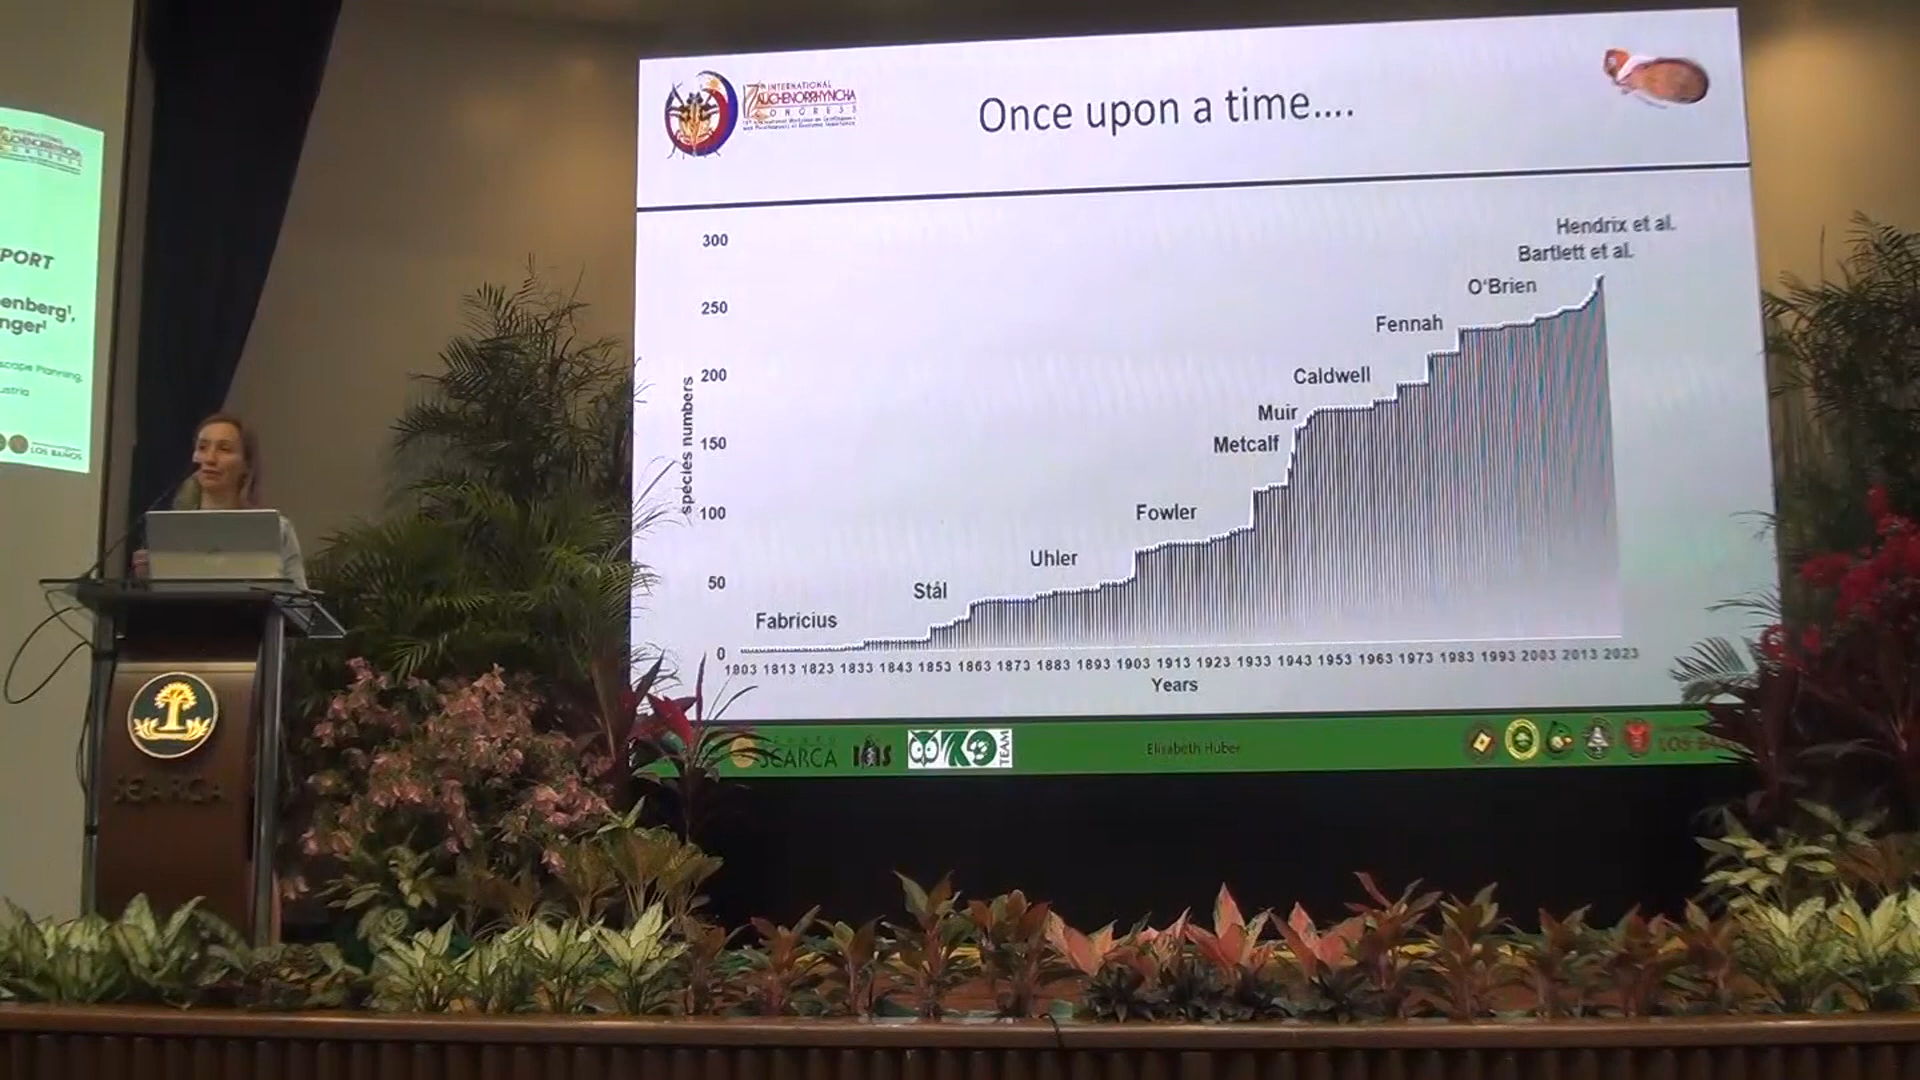 INTERNATIONAL
AUCHENORRHYNCHA
CONGRESS
Once upon a time....
PORT
enberg¹,
nger¹
scape Planning,
ustria
LOS BAÑOS
Hendrix et al.
Bartlett et al.
O'Brien
Fennah
Caldwell
Muir
Metcalf
Fowler
Uhler
Stål
Fabricius
species numbers
300
250
200
150
100
50
0
1803 1813 1823 1833 1843 1853 1863 1873 1883 1893 1903 1913 1923 1933 1943 1953 1963 1973 1983 1993 2003 2013 2023
Years
SEARCA
TEAM
Elisabeth Huber
SEARCA